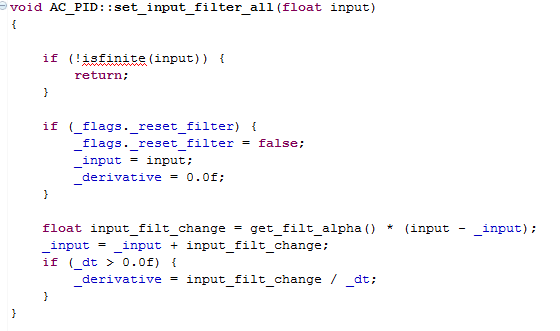 void AC_PID::set_input_filter_all(float input)
{
if (!isfinite(input)) {
return;
}
if (_flags._reset_filter) {
_flags._reset_filter = false;
_input = input;
_derivative = 0.0f;
}
float input_filt_change = get_filt_alpha() * (input - _input);
_input = _input + input_filt_change;
if (_dt > 0.0f) {
_derivative = input_filt_change / _dt;
}
}